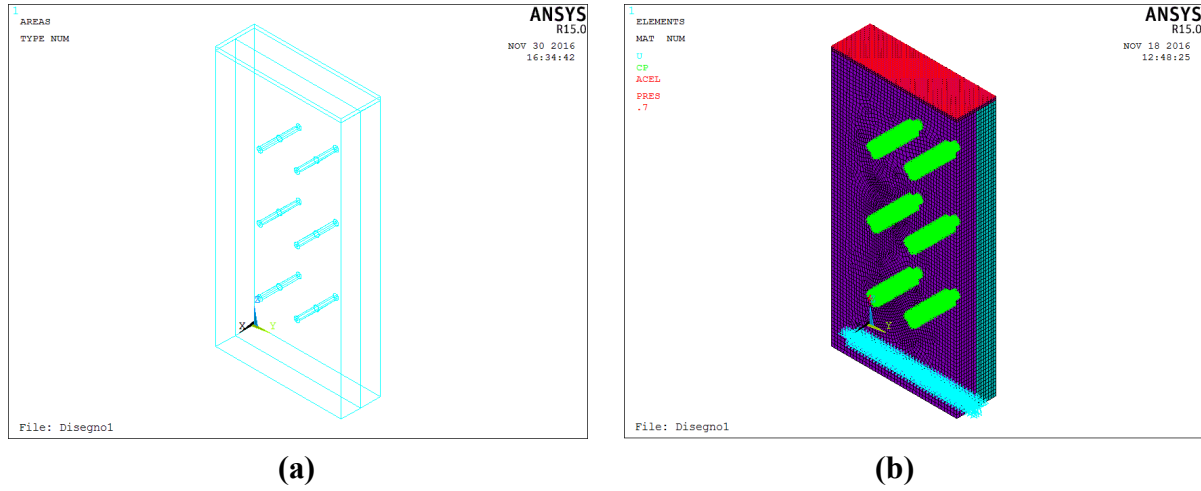 1
AREAS
TYPE NUM
ANSYS
R15.0
NOV 30 2016
16:34:42
Z
X
Y
File: Disegno1
(a)
1
ELEMENTS
MAT NUM
U
CP
ACEL
PRES
.7
ANSYS
R15.0
NOV 18 2016
12:48:25
X
Y
File: Disegno1
(b)